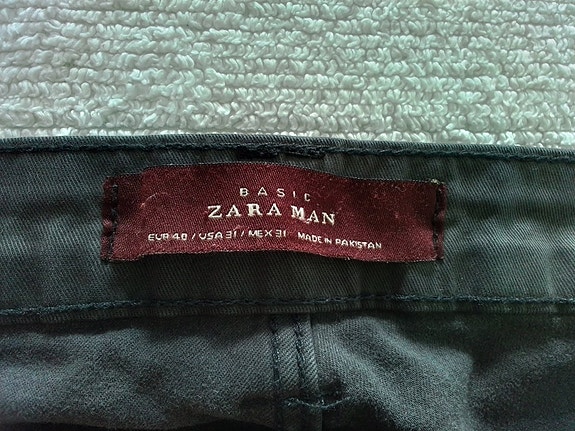 BASIC
ZARA MAN
EUR 40 / USA 31 / MEX 31 MADE IN PAKISTAN